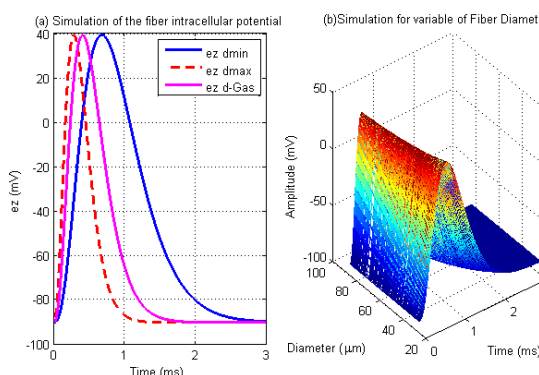 (a) Simulation of the fiber intracellular potential
40
20
0
-20
-40
-60
-80
-100
ez (mV)
ez dmin
ez dmax
ez d-Gas
0
1
2
3
Time (ms)
(b)Simulation for variable of Fiber Diamet
50
0
-50
-100
Amplitude (mV)
100
80
60
40
20
Diameter (µm)
0
1
2
Time (ms)